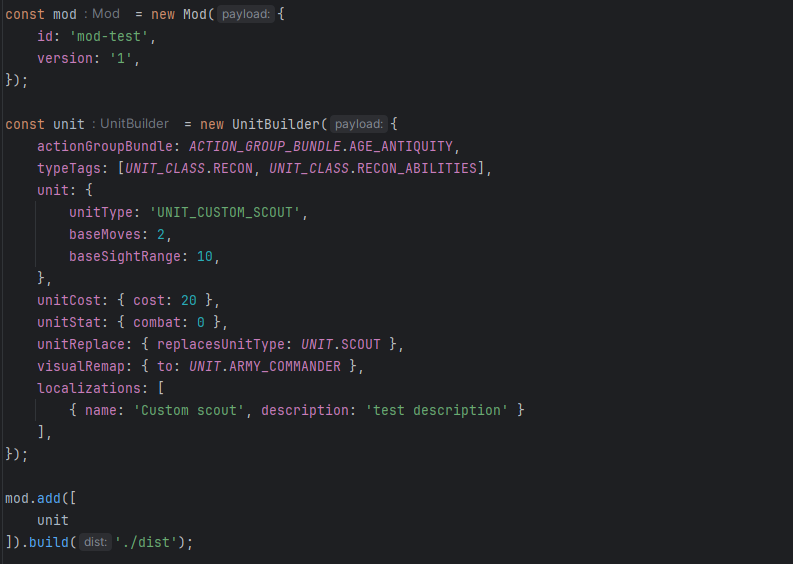 const mod : Mod = new Mod( payload: {
    id: 'mod-test',
    version: '1',
});
const unit : UnitBuilder = new UnitBuilder( payload: {
    actionGroupBundle: ACTION_GROUP_BUNDLE.AGE_ANTIQUITY,
    typeTags: [UNIT_CLASS.RECON, UNIT_CLASS.RECON_ABILITIES],
    unit: {
        unitType: 'UNIT_CUSTOM_SCOUT',
        baseMoves: 2,
        baseSightRange: 10,
    },
    unitCost: { cost: 20 },
    unitStat: { combat: 0 },
    unitReplace: { replacesUnitType: UNIT.SCOUT },
    visualRemap: { to: UNIT.ARMY_COMMANDER },
    localizations: [
        { name: 'Custom scout', description: 'test description' }
    ],
});
mod.add([
    unit
]).build( dist: './dist');